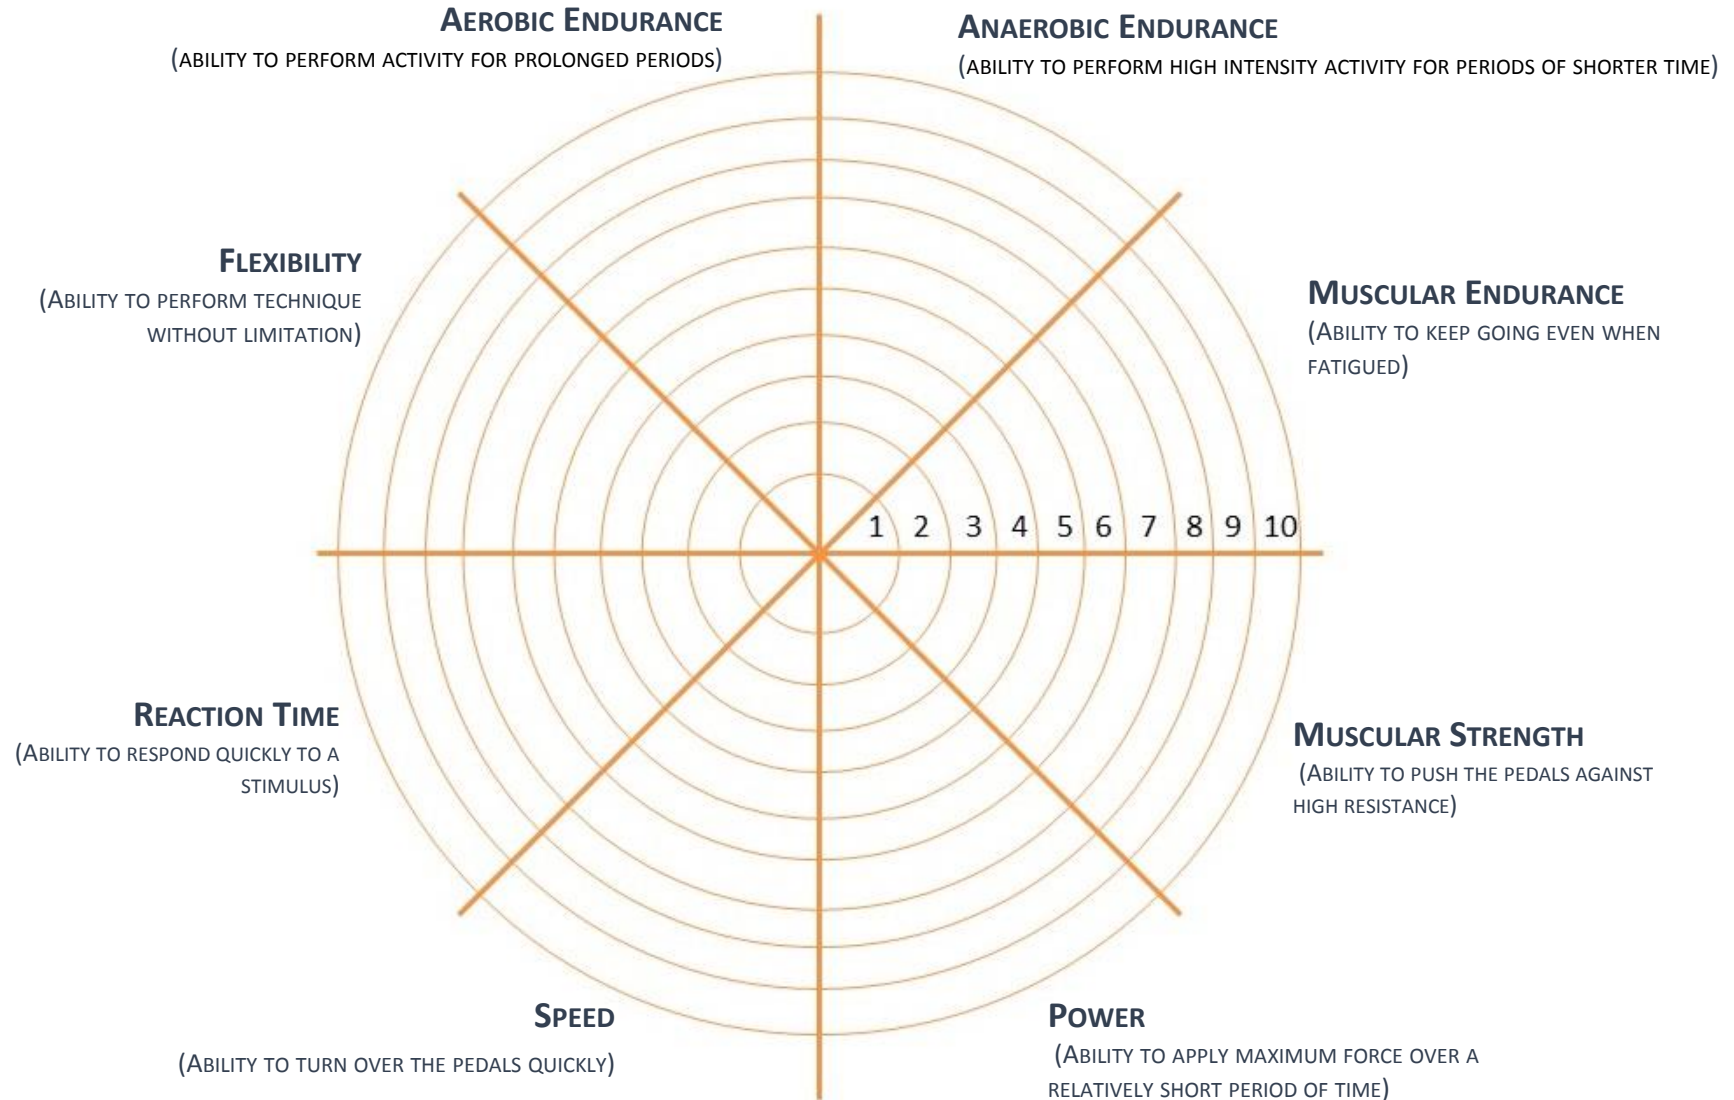 AEROBIC ENDURANCE
(ABILITY TO PERFORM ACTIVITY FOR PROLONGED PERIODS)
ANAEROBIC ENDURANCE
(ABILITY TO PERFORM HIGH INTENSITY ACTIVITY FOR PERIODS OF SHORTER TIME)
FLEXIBILITY
(ABILITY TO PERFORM TECHNIQUE
WITHOUT LIMITATION)
MUSCULAR ENDURANCE
(ABILITY TO KEEP GOING EVEN WHEN
FATIGUED)
1 2 3 4 5 6 7 8 9 10
REACTION TIME
(ABILITY TO RESPOND QUICKLY TO A
STIMULUS)
MUSCULAR STRENGTH
(ABILITY TO PUSH THE PEDALS AGAINST
HIGH RESISTANCE)
SPEED
(ABILITY TO TURN OVER THE PEDALS QUICKLY)
POWER
(ABILITY TO APPLY MAXIMUM FORCE OVER A
RELATIVELY SHORT PERIOD OF TIME)